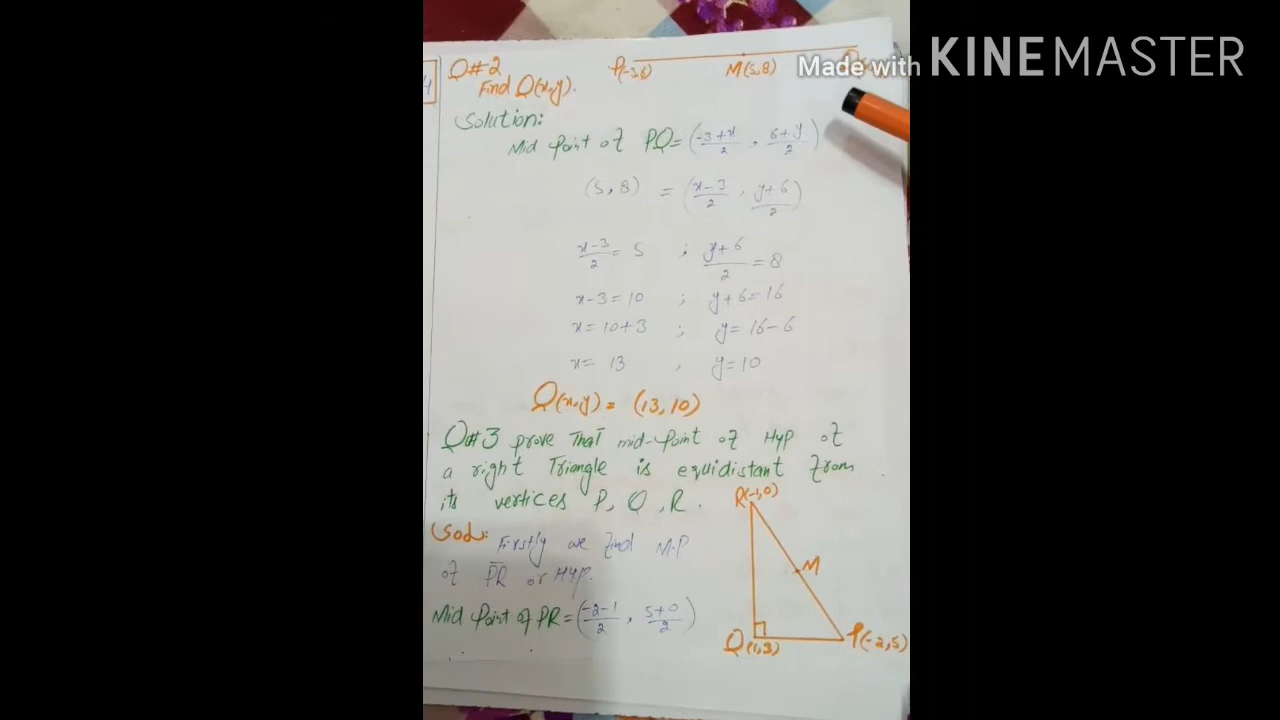 Made with KINEMASTER
Q#2
P(-3,6) M(5,8)
Find Q(x,y).
Solution:
Mid Point of PQ = (-3+x/2 , 6+y/2)
(5,8) = (x-3/2 , y+6/2)
x-3/2 = 5 ; y+6/2 = 8
x-3=10 ; y+6=16
x= 10+3 ; y= 16-6
x= 13 , y=10
Q(x,y) = (13,10)
Q#3 prove That mid-Point of Hyp of
a right Triangle is equidistant from
its vertices P, Q, R.
R(-1,0)
Firstly we find M.P
of PR or Hyp.
M
Mid Point of PR = (-2-1/2 , 5+0/2)
Q(1,3) P(-2,5)